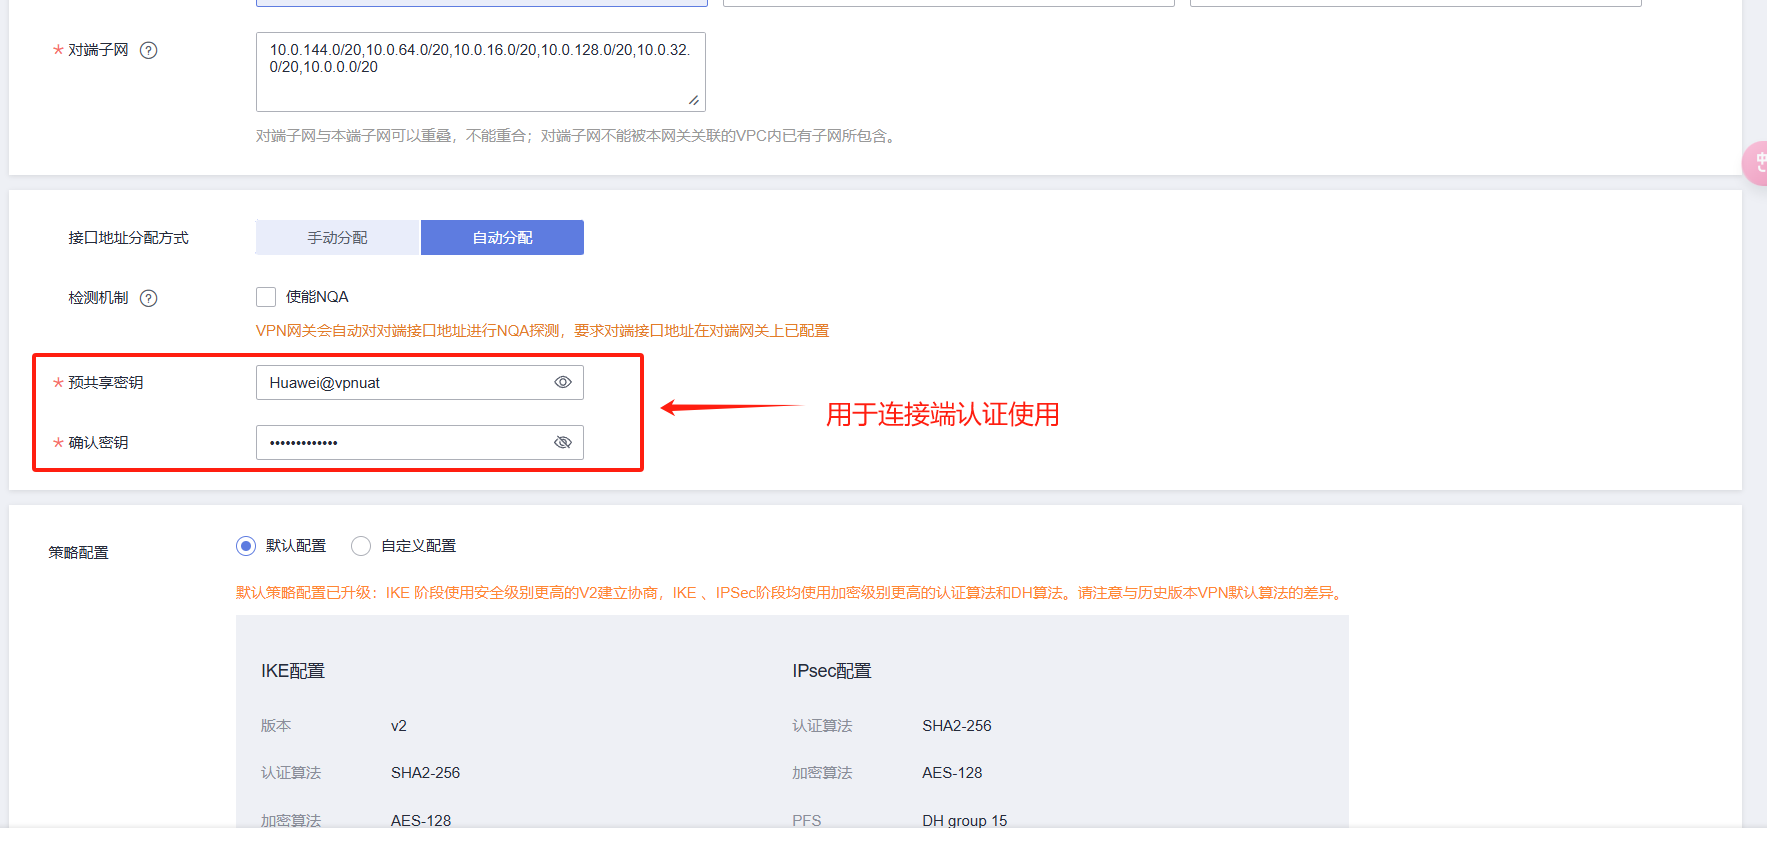 * 对端子网 ?
10.0.144.0/20,10.0.64.0/20,10.0.16.0/20,10.0.128.0/20,10.0.32.
0/20,10.0.0.0/20
对端子网与本端子网可以重叠，不能重合；对端子网不能被本网关关联的VPC内已有子网所包含。
接口地址分配方式 手动分配 自动分配
检测机制 ? 使能NQA
VPN网关会自动对对端接口地址进行NQA探测，要求对端接口地址在对端网关上已配置
* 预共享密钥 Huawei@vpnuat
用于连接端认证使用
* 确认密钥 •••••••••••••
策略配置 默认配置 自定义配置
默认策略配置已升级：IKE 阶段使用安全级别更高的V2建立协商，IKE 、IPSec阶段均使用加密级别更高的认证算法和DH算法。请注意与历史版本VPN默认算法的差异。
IKE配置 IPsec配置
版本 v2 认证算法 SHA2-256
认证算法 SHA2-256 加密算法 AES-128
加密算法 AES-128 PFS DH group 15